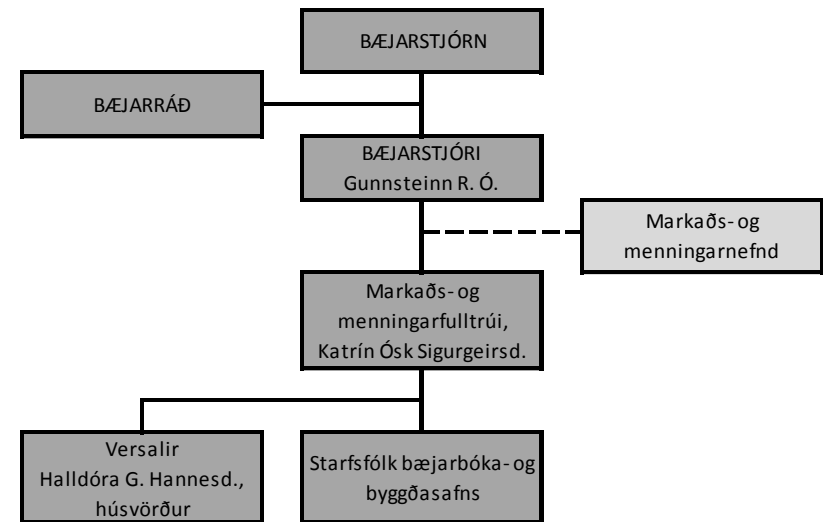 BÆJARSTJÓRN
BÆJARRÁÐ
BÆJARSTJÓRI
Gunnsteinn R. Ó.
Markaðs- og
menningarnefnd
Markaðs- og
menningarfulltrúi,
Katrín Ósk Sigurgeirsd.
Versalir
Halldóra G. Hannesd.,
húsvörður
Starfsfólk bæjarbóka- og
byggðasafns